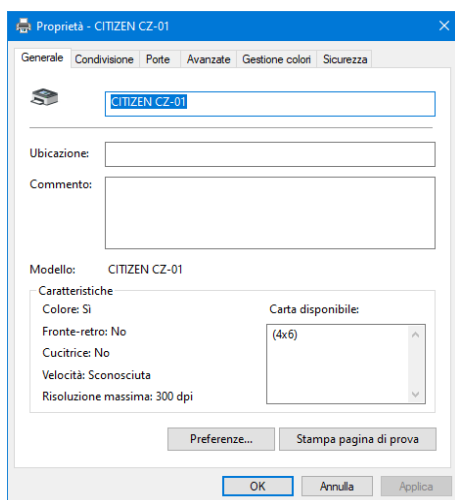 Proprietà - CITIZEN CZ-01
Generale Condivisione Porte Avanzate Gestione colori Sicurezza
CITIZEN CZ-01
Ubicazione:
Commento:
Modello: CITIZEN CZ-01
Caratteristiche
Colore: Sì Carta disponibile:
Fronte-retro: No (4x6)
Cucitrice: No
Velocità: Sconosciuta
Risoluzione massima: 300 dpi
Preferenze... Stampa pagina di prova
OK Annulla Applica